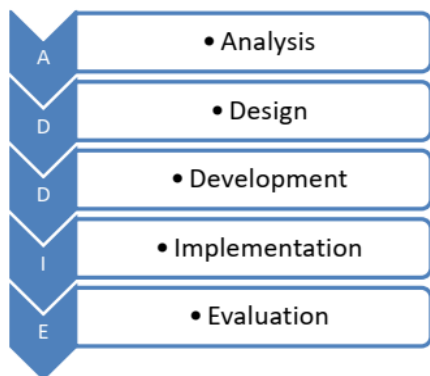 A
• Analysis
D
• Design
D
• Development
I
• Implementation
E
• Evaluation